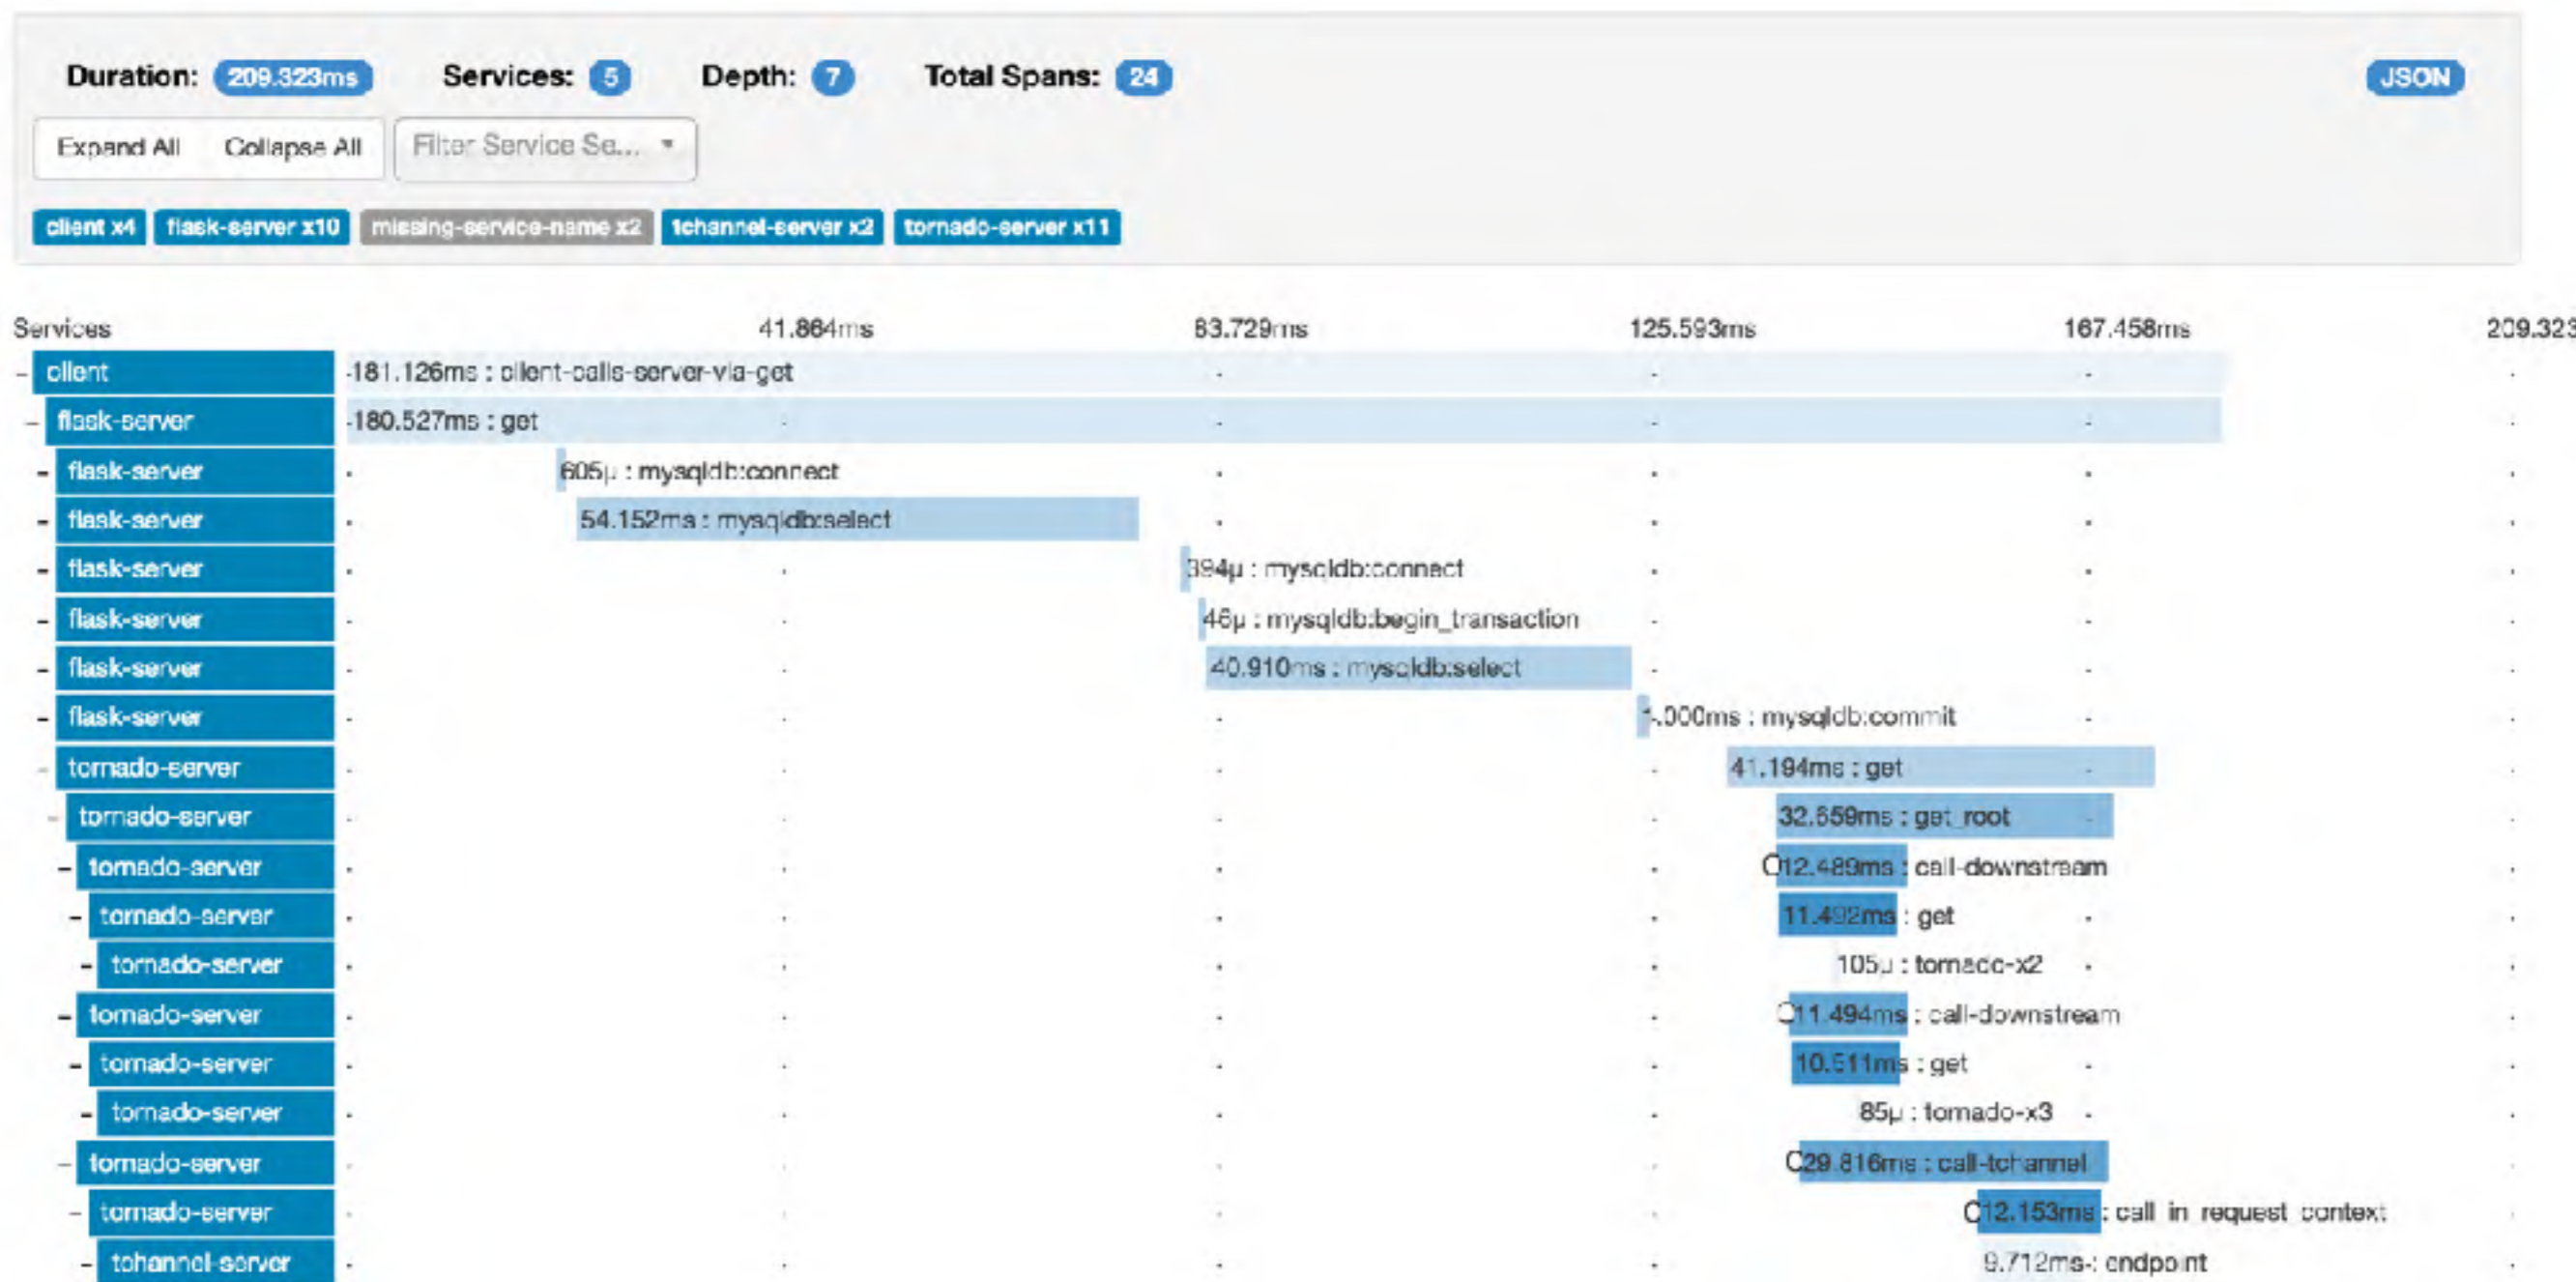 Duration: 209.323ms Services: 5 Depth: 7 Total Spans: 24 JSON
Expand All Collapse All Filter Service Se...
client x4 flask-server x10 missing-service-name x2 tchannel-server x2 tornado-server x11
Services 41.864ms 83.729ms 125.593ms 167.458ms 209.323
- client 181.126ms : client-calls-server-via-get
- flask-server 180.527ms : get
- flask-server 605μ : mysqldb:connect
- flask-server 54.152ms : mysqldb:select
- flask-server 394μ : mysqldb:connect
- flask-server 46μ : mysqldb:begin_transaction
- flask-server 40.910ms : mysqldb:select
- flask-server 1.000ms : mysqldb:commit
- tornado-server 41.194ms : get
- tornado-server 32.659ms : get_root
- tornado-server 12.489ms : call-downstream
- tornado-server 11.492ms : get
- tornado-server 105μ : tornado-x2
- tornado-server 11.494ms : call-downstream
- tornado-server 10.511ms : get
- tornado-server 85μ : tornado-x3
- tornado-server 29.816ms : call-tchannel
- tornado-server 12.153ms : call_in_request_context
- tchannel-server 9.712ms : endpoint